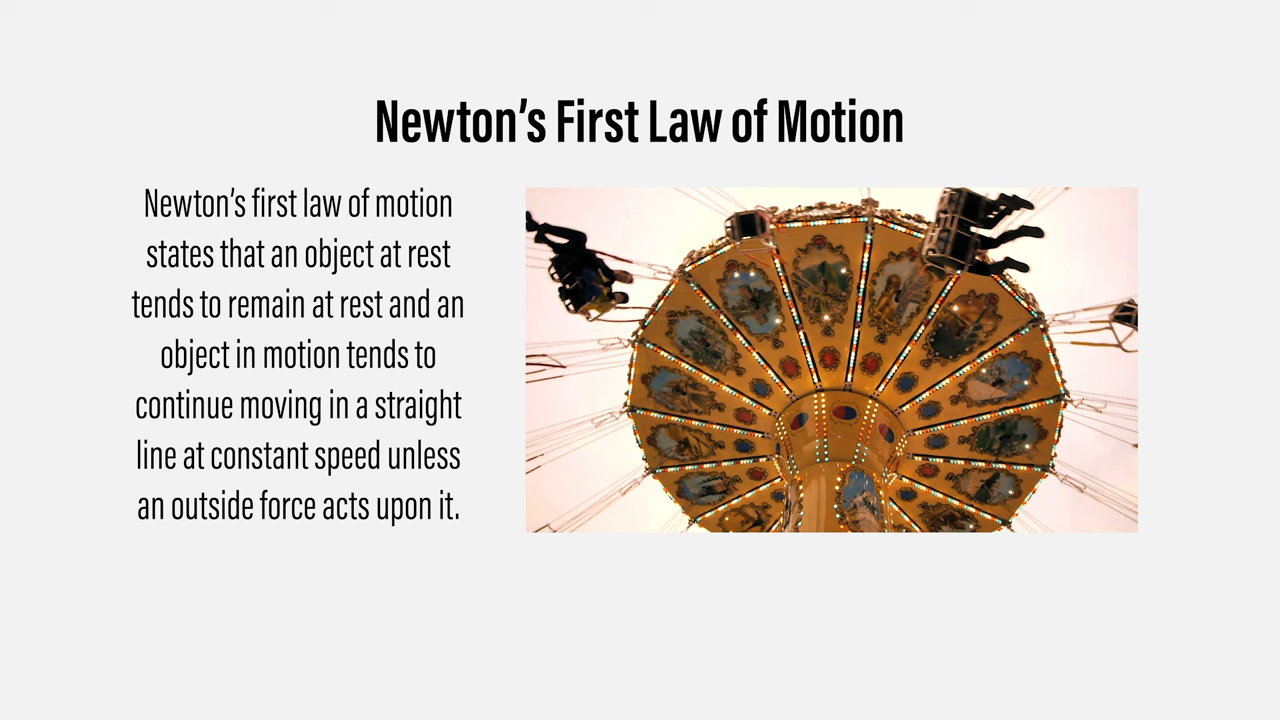 Newton’s First Law of Motion
Newton’s first law of motion
states that an object at rest
tends to remain at rest and an
object in motion tends to
continue moving in a straight
line at constant speed unless
an outside force acts upon it.